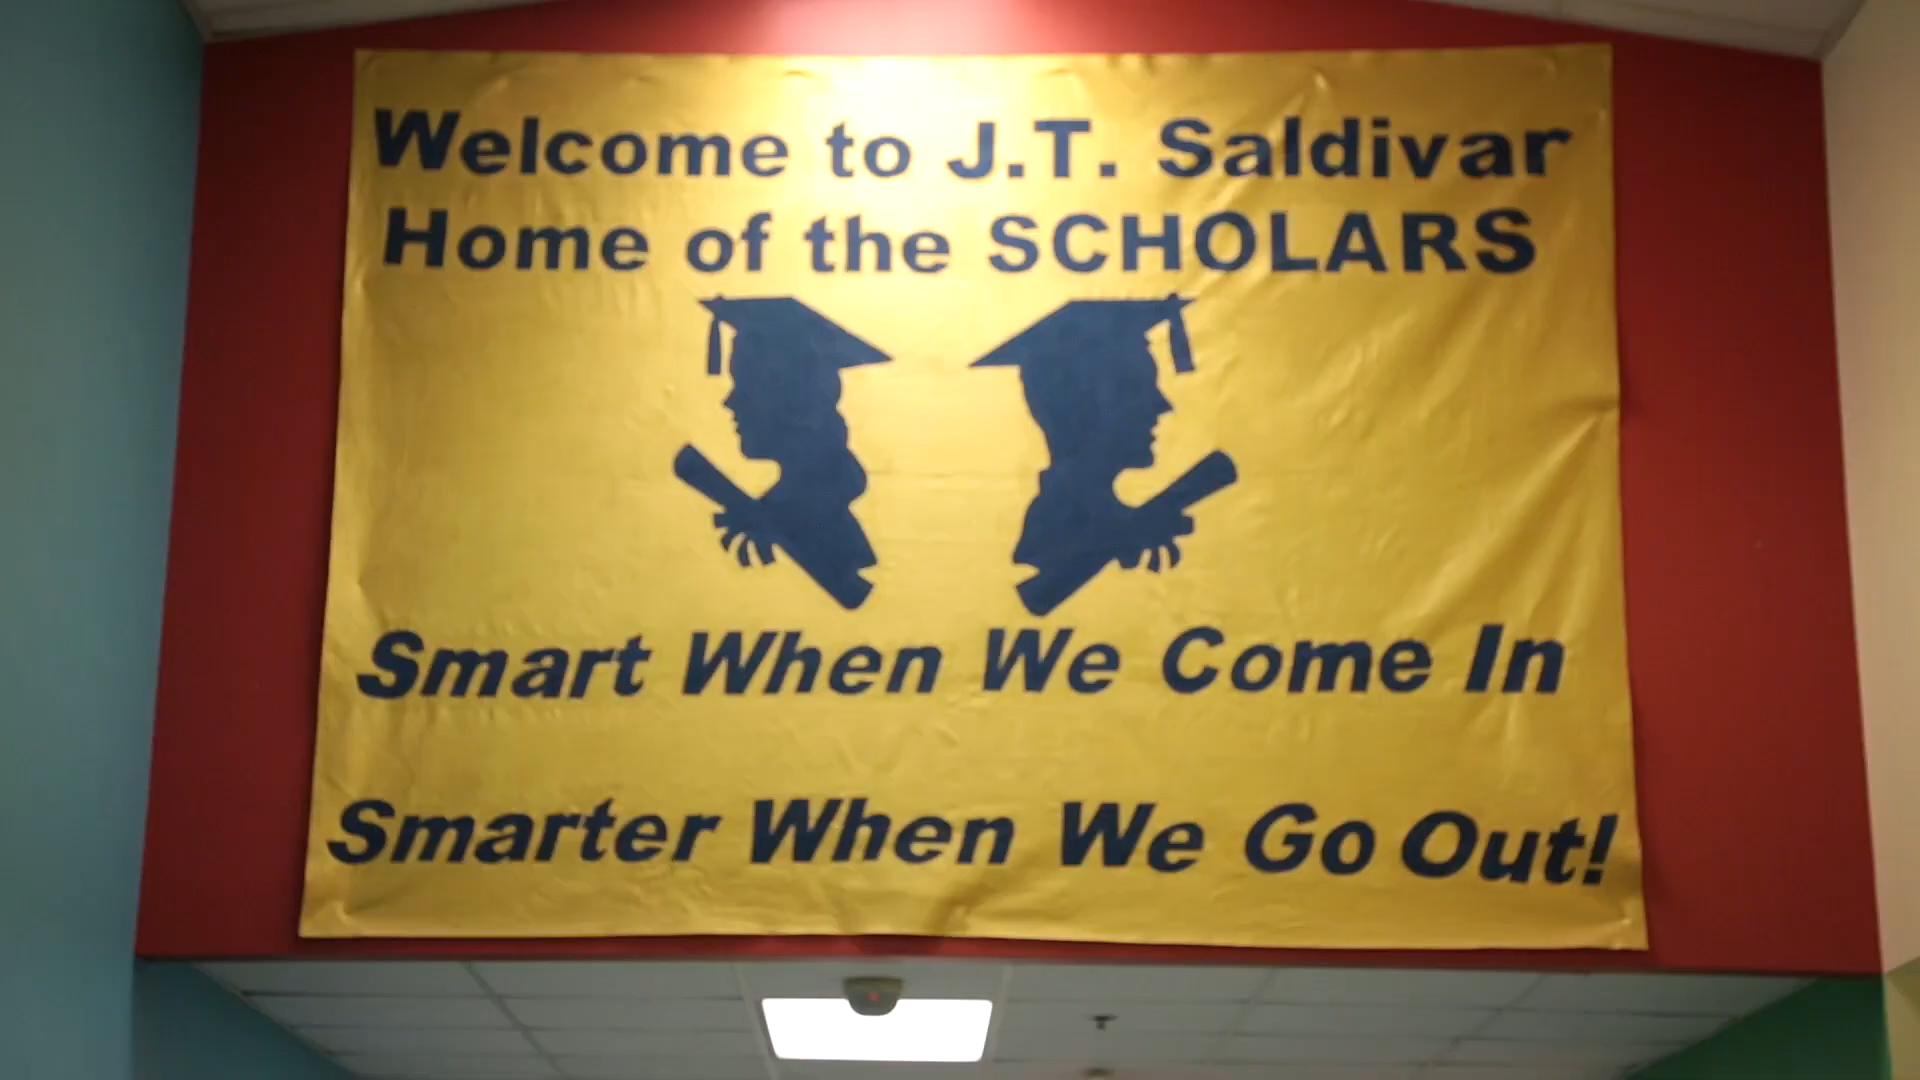 Welcome to J.T. Saldivar
Home of the SCHOLARS
Smart When We Come In
Smarter When We Go Out!